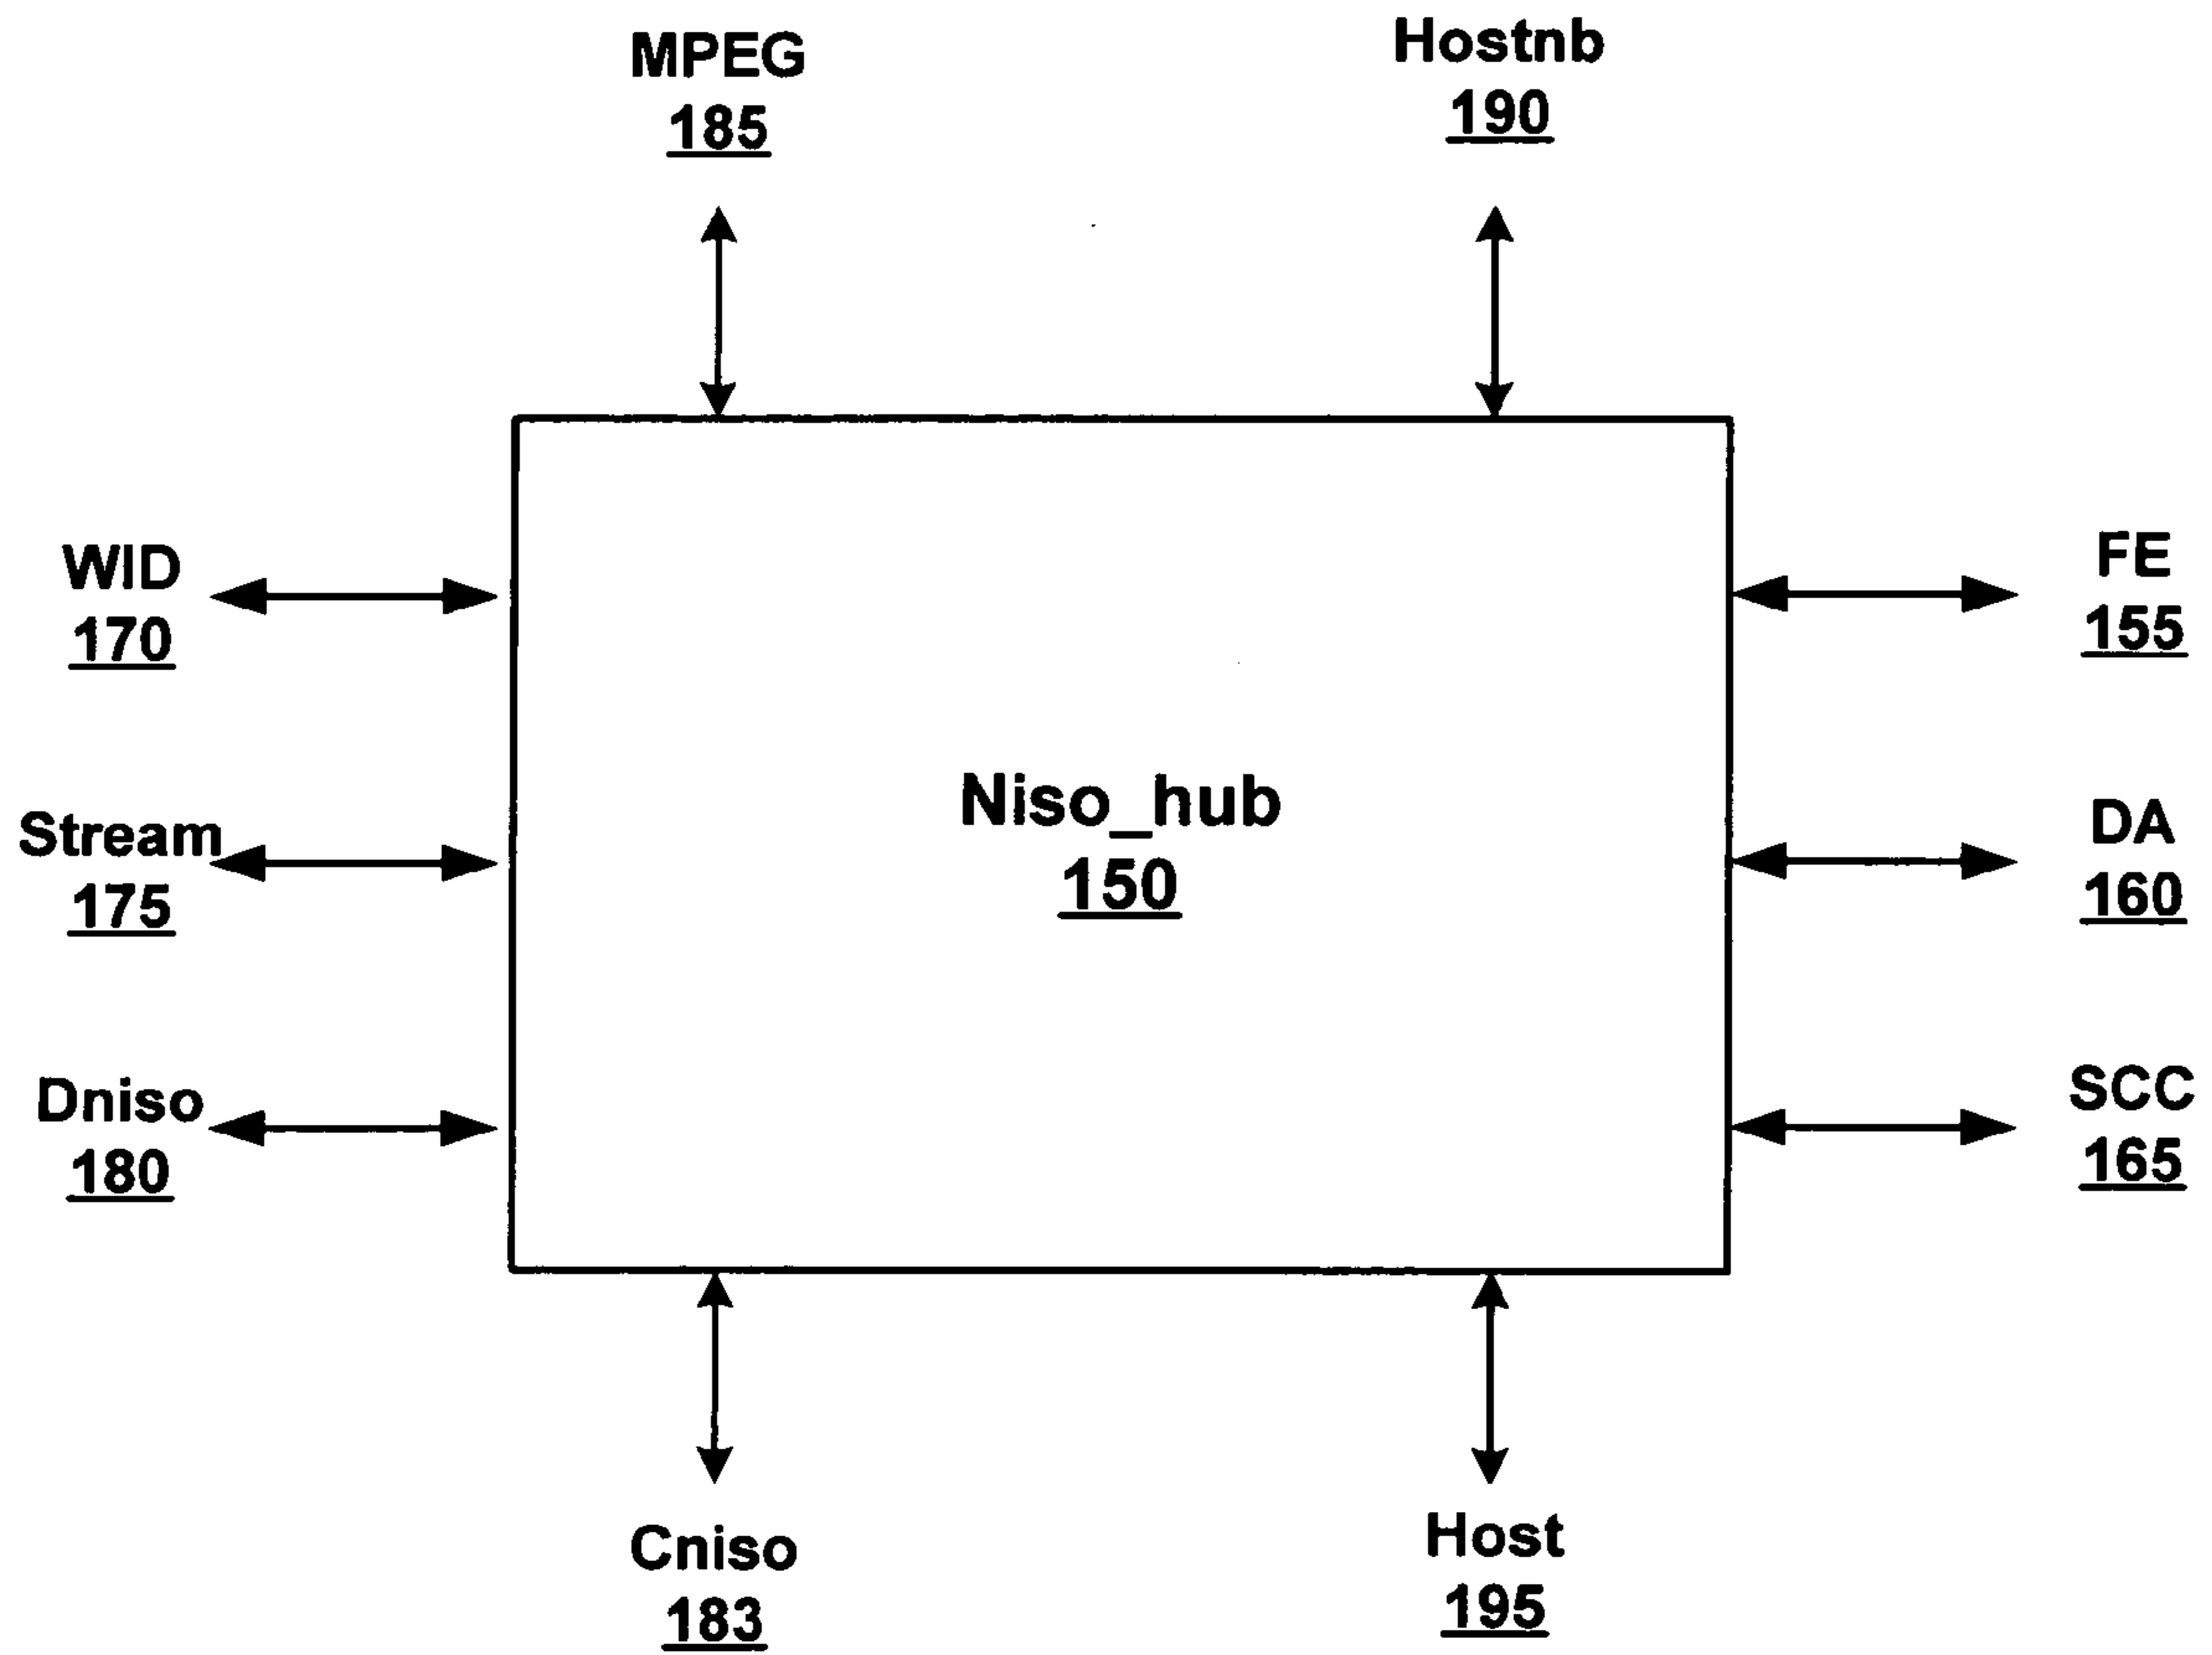 MPEG
185
Hostnb
190
WID
170
FE
155
Stream
175
Niso_hub
150
DA
160
Dniso
180
SCC
165
Cniso
183
Host
195